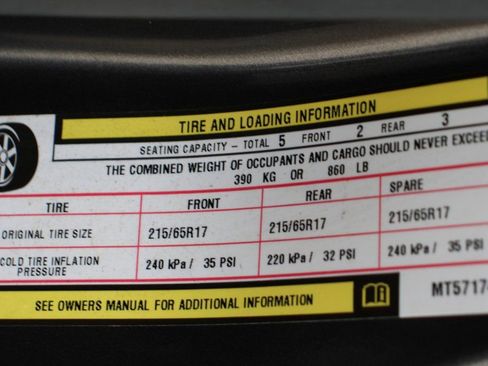 TIRE AND LOADING INFORMATION
SEATING CAPACITY – TOTAL 5 FRONT 2 REAR 3
THE COMBINED WEIGHT OF OCCUPANTS AND CARGO SHOULD NEVER EXCEED
390 KG OR 860 LB
TIRE FRONT REAR SPARE
ORIGINAL TIRE SIZE 215/65R17 215/65R17 215/65R17
COLD TIRE INFLATION PRESSURE 240 kPa / 35 PSI 220 kPa / 32 PSI 240 kPa / 35 PSI
SEE OWNERS MANUAL FOR ADDITIONAL INFORMATION
MT5717